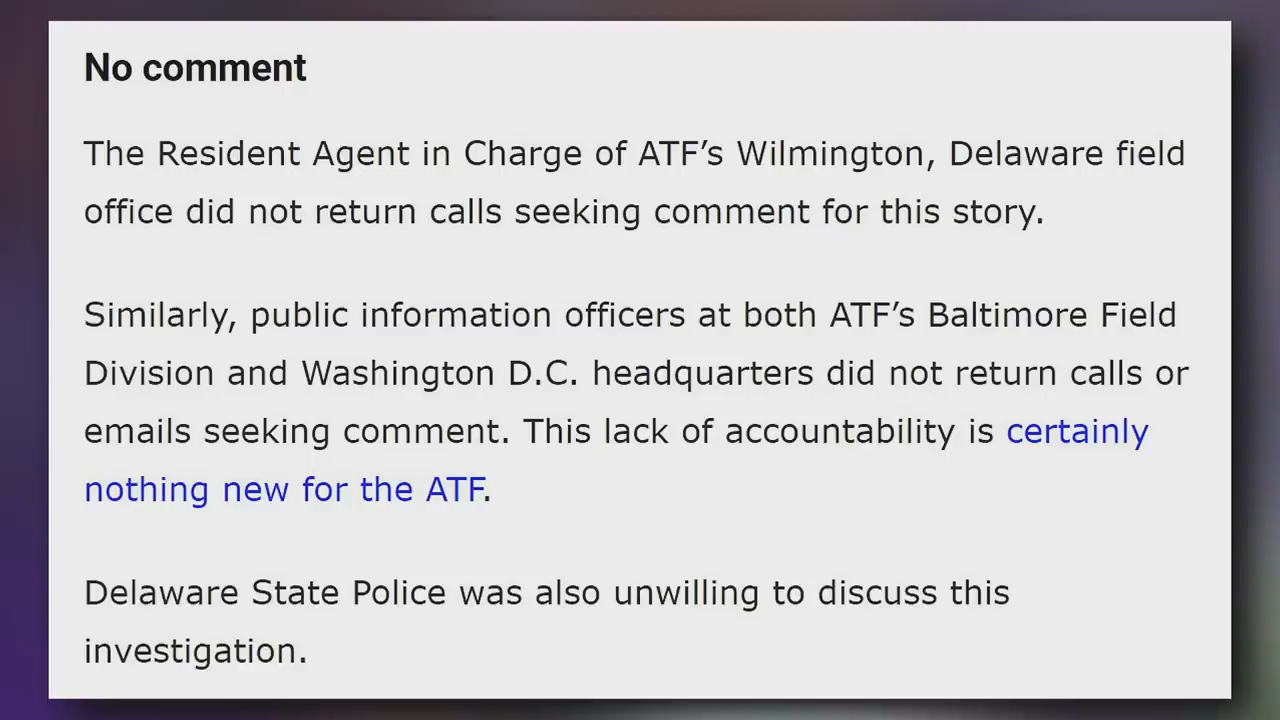 No comment
The Resident Agent in Charge of ATF’s Wilmington, Delaware field
office did not return calls seeking comment for this story.
Similarly, public information officers at both ATF’s Baltimore Field
Division and Washington D.C. headquarters did not return calls or
emails seeking comment. This lack of accountability is certainly
nothing new for the ATF.
Delaware State Police was also unwilling to discuss this
investigation.